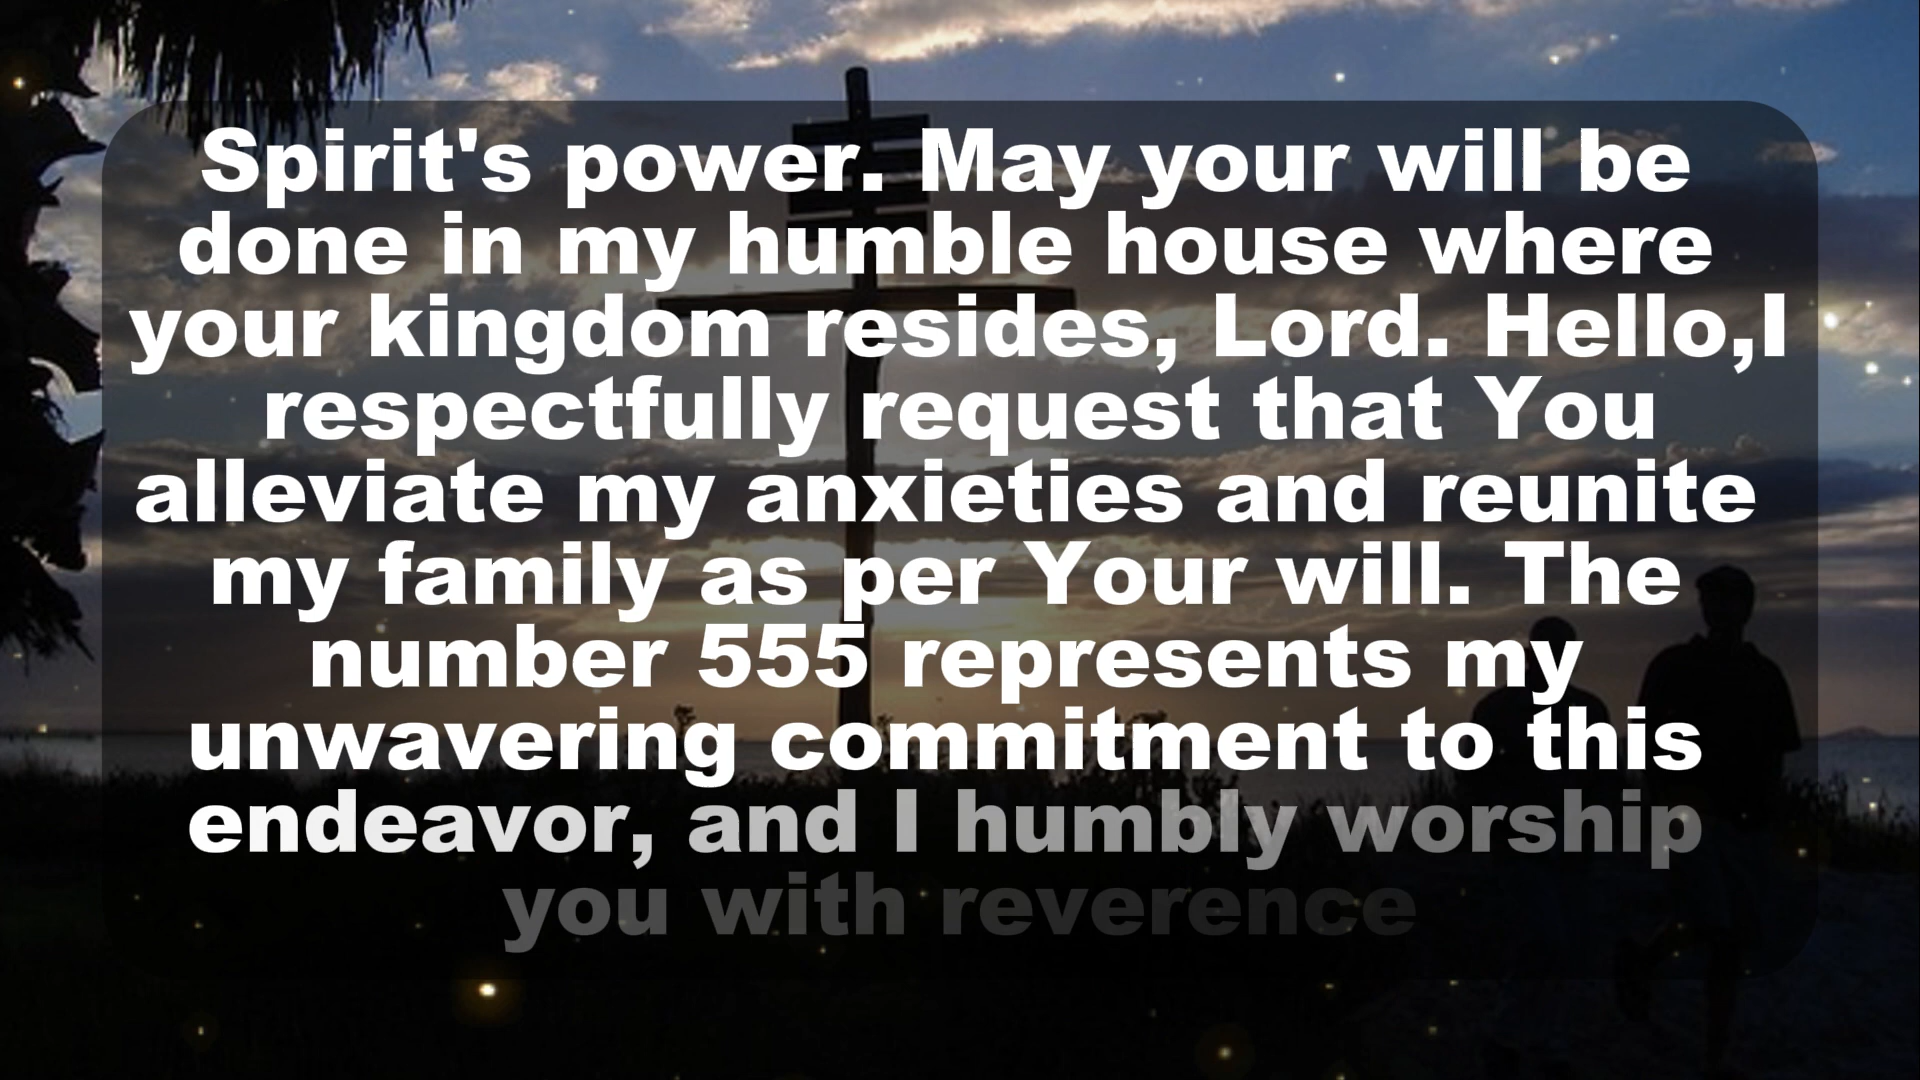 Spirit's power. May your will be
done in my humble house where
your kingdom resides, Lord. Hello,I
respectfully request that You
alleviate my anxieties and reunite
my family as per Your will. The
number 555 represents my
unwavering commitment to this
endeavor, and I humbly worship
you with reverence